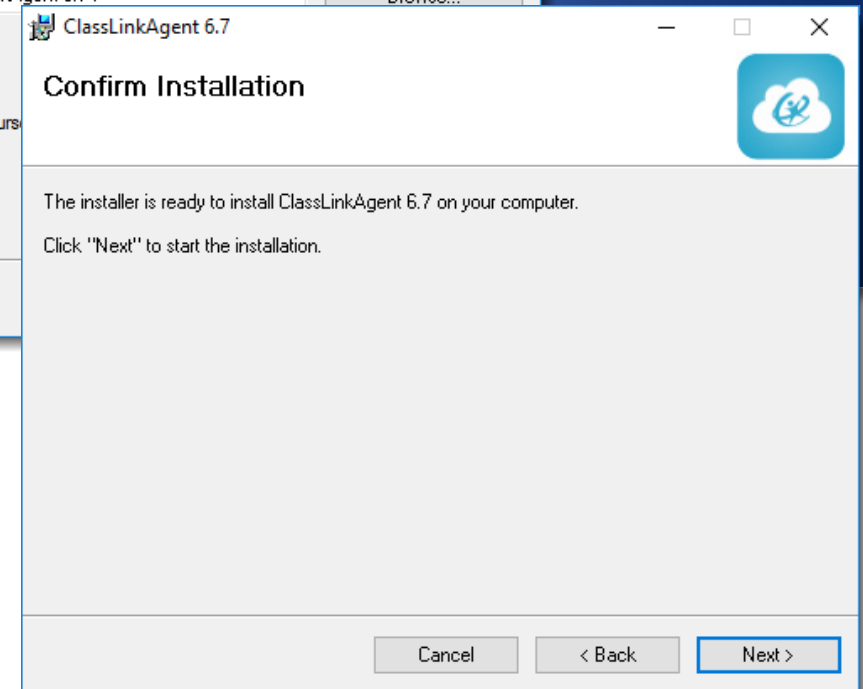 ClassLinkAgent 6.7
Confirm Installation
The installer is ready to install ClassLinkAgent 6.7 on your computer.
Click "Next" to start the installation.
Cancel
< Back
Next >